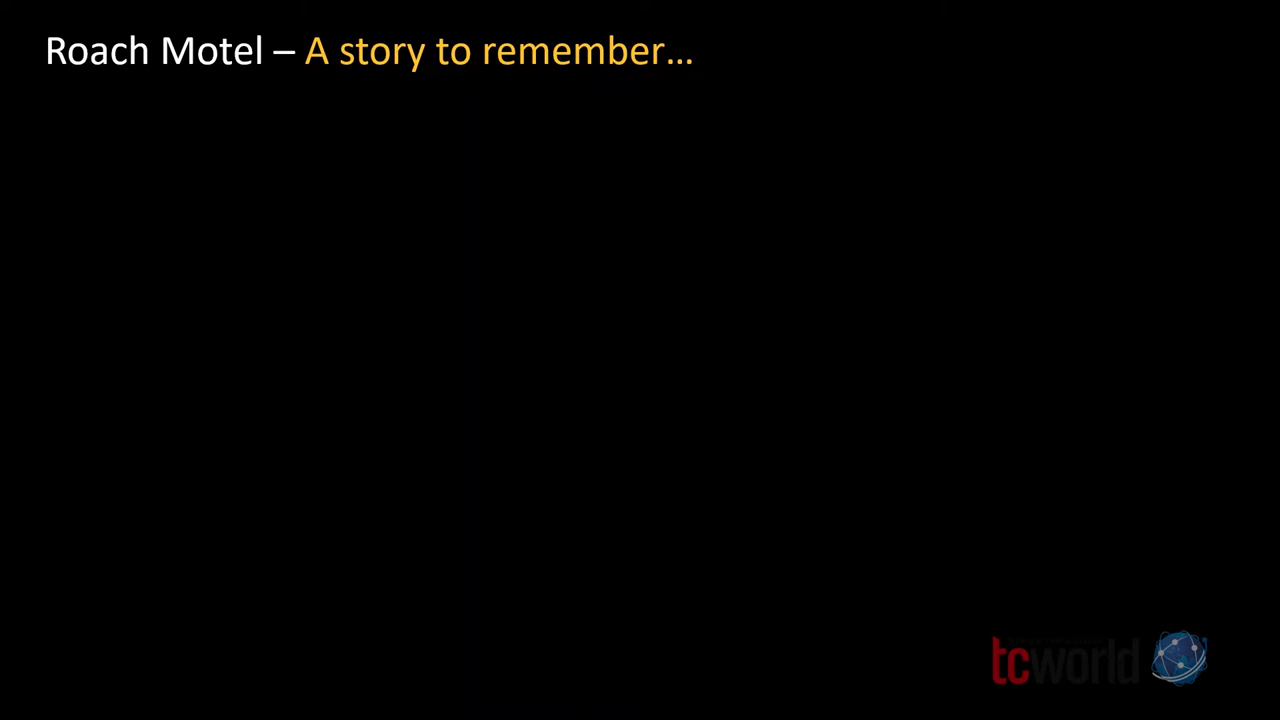 Roach Motel – A story to remember…
tcworld